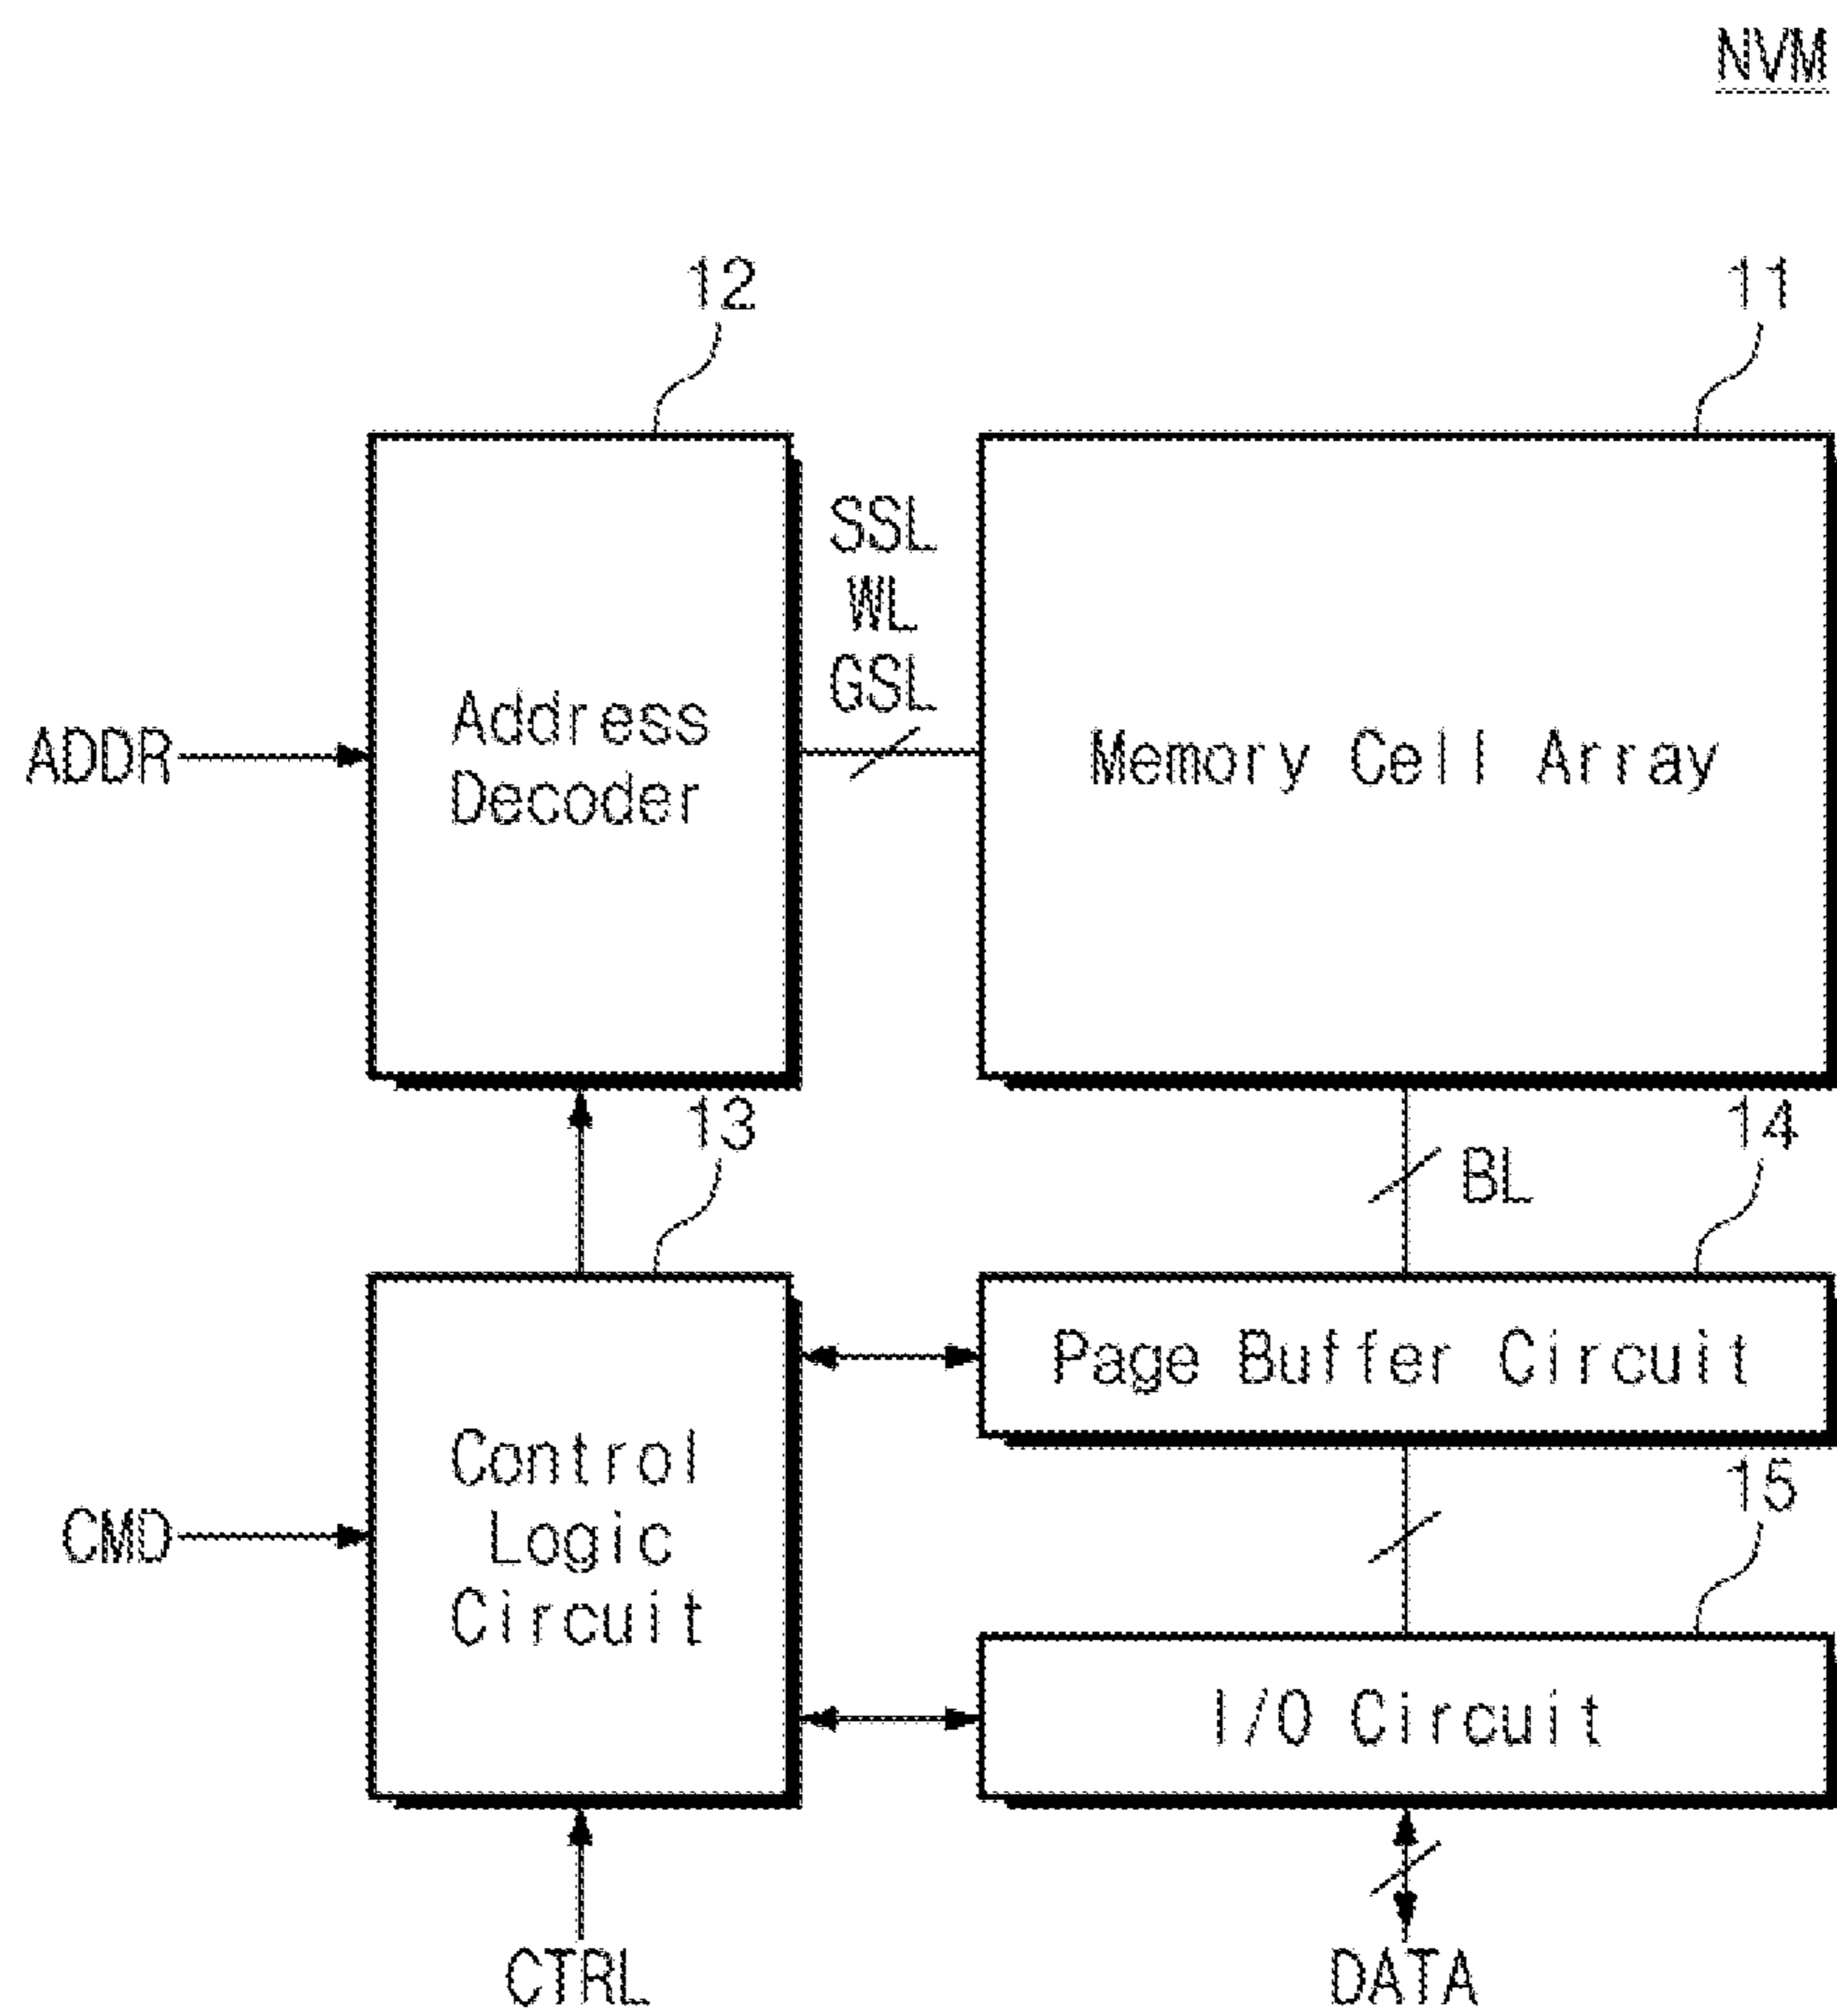 NVM
12
11
SSL
WL
GSL
ADDR
Address
Decoder
Memory Cell Array
13
14
BL
Page Buffer Circuit
Control
Logic
Circuit
CMD
15
I/O Circuit
CTRL
DATA